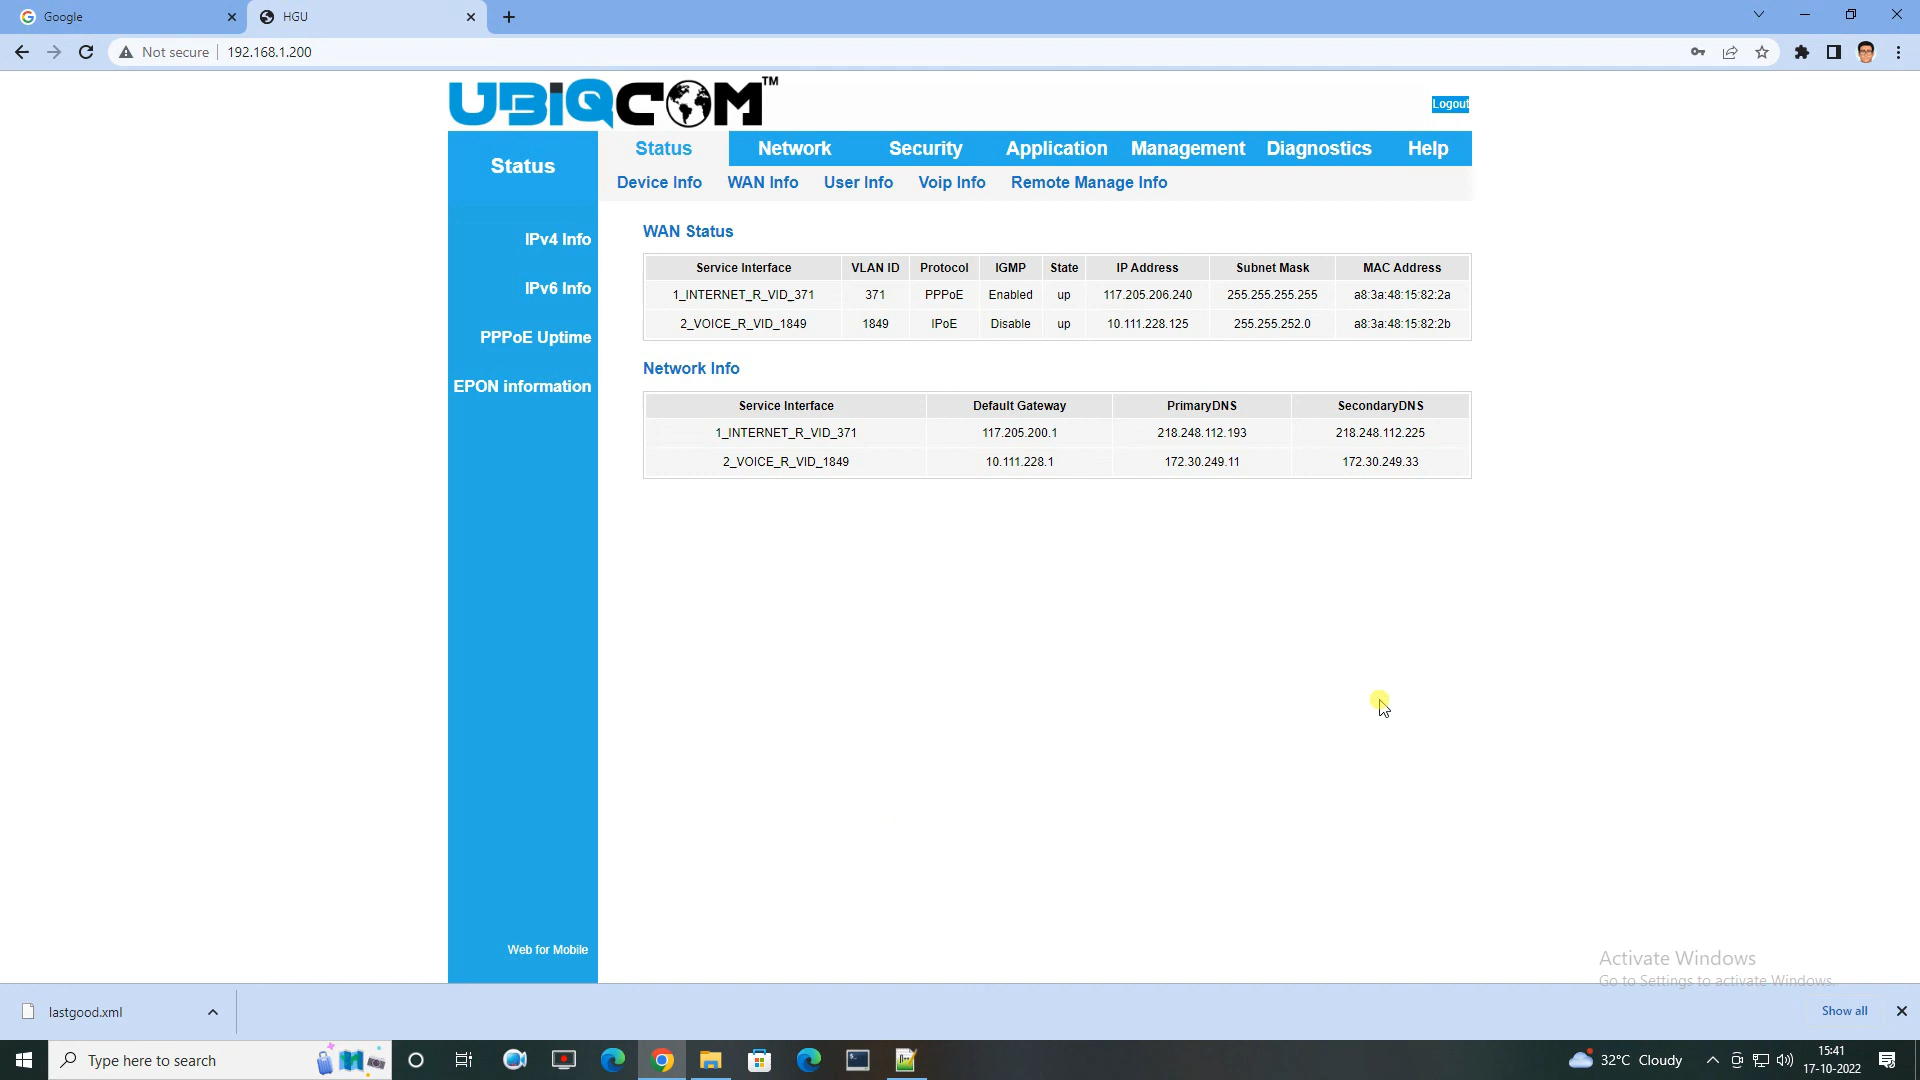 Google
HGU
Not secure
192.168.1.200
UBIQCOM™
Logout
Status
Status Network Security Application Management Diagnostics Help
Device Info WAN Info User Info Voip Info Remote Manage Info
IPv4 Info
IPv6 Info
PPPoE Uptime
EPON information
WAN Status
Service Interface VLAN ID Protocol IGMP State IP Address Subnet Mask MAC Address
1_INTERNET_R_VID_371 371 PPPoE Enabled up 117.205.206.240 255.255.255.255 a8:3a:48:15:82:2a
2_VOICE_R_VID_1849 1849 IPoE Disable up 10.111.228.125 255.255.252.0 a8:3a:48:15:82:2b
Network Info
Service Interface Default Gateway PrimaryDNS SecondaryDNS
1_INTERNET_R_VID_371 117.205.200.1 218.248.112.193 218.248.112.225
2_VOICE_R_VID_1849 10.111.228.1 172.30.249.11 172.30.249.33
Web for Mobile
Activate Windows
Go to Settings to activate Windows.
lastgood.xml
Show all
Type here to search
32°C Cloudy
15:41
17-10-2022